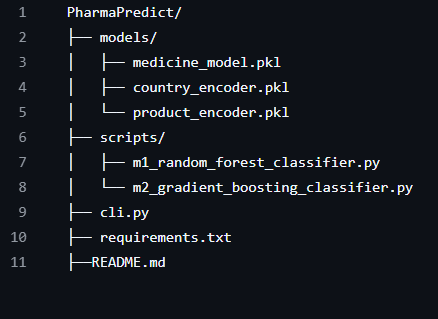 1 PharmaPredict/
2 ├── models/
3 │   ├── medicine_model.pkl
4 │   ├── country_encoder.pkl
5 │   └── product_encoder.pkl
6 ├── scripts/
7 │   ├── m1_random_forest_classifier.py
8 │   └── m2_gradient_boosting_classifier.py
9 ├── cli.py
10 ├── requirements.txt
11 ├──README.md